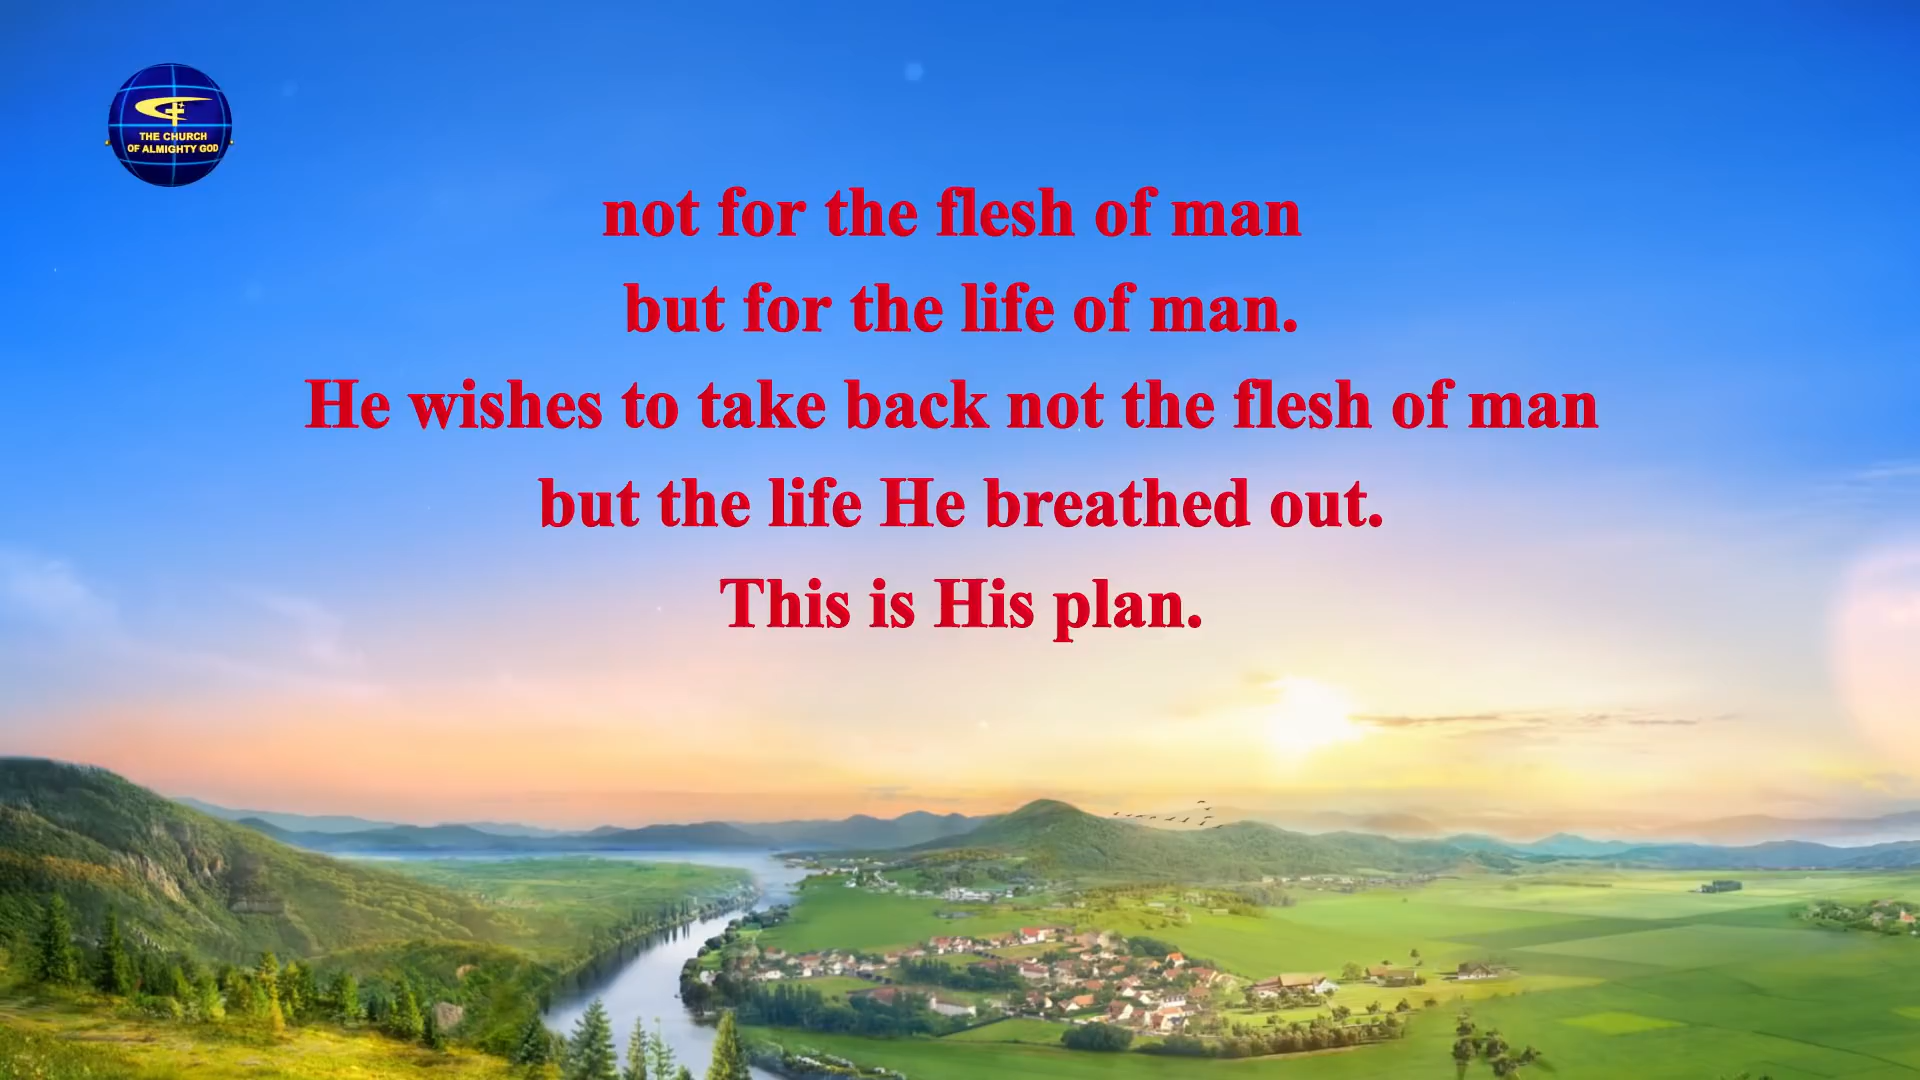 THE CHURCH
OF ALMIGHTY GOD
not for the flesh of man
but for the life of man.
He wishes to take back not the flesh of man
but the life He breathed out.
This is His plan.